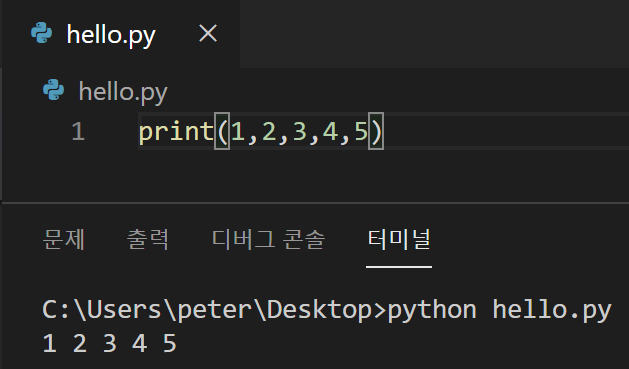 hello.py
hello.py
1 print(1,2,3,4,5)
문제 출력 디버그 콘솔 터미널
C:\Users\peter\Desktop>python hello.py
1 2 3 4 5